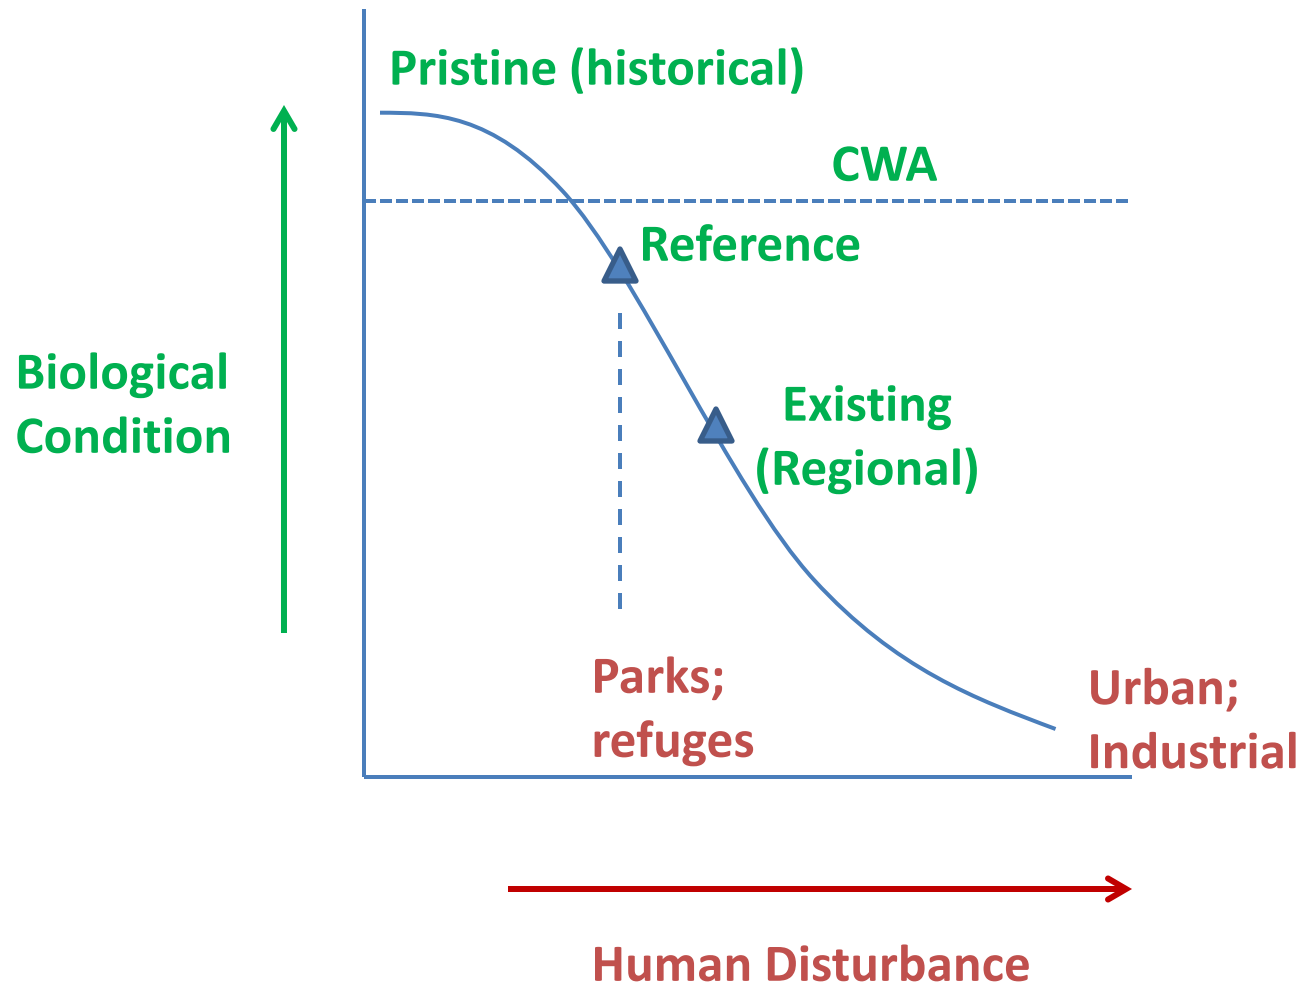 Pristine (historical)
CWA
Reference
Biological
Condition
Existing
(Regional)
Parks;
refuges
Urban;
Industrial
Human Disturbance